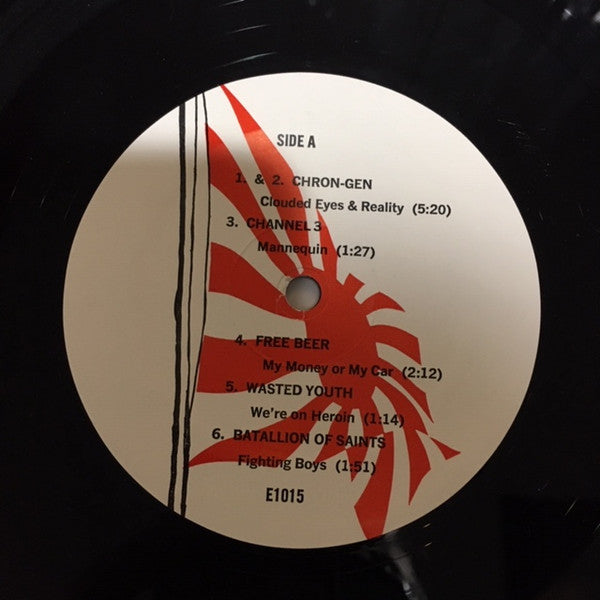 SIDE A
1. & 2. CHRON-GEN
Clouded Eyes & Reality (5:20)
3. CHANNEL 3
Mannequin (1:27)
4. FREE BEER
My Money or My Car (2:12)
5. WASTED YOUTH
We're on Heroin (1:14)
6. BATALLION OF SAINTS
Fighting Boys (1:51)
E1015